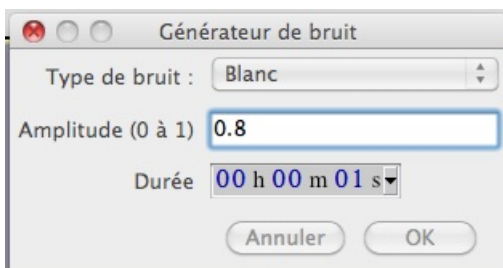 Générateur de bruit
Type de bruit : Blanc
Amplitude (0 à 1) 0.8
Durée 00 h 00 m 01 s
Annuler OK